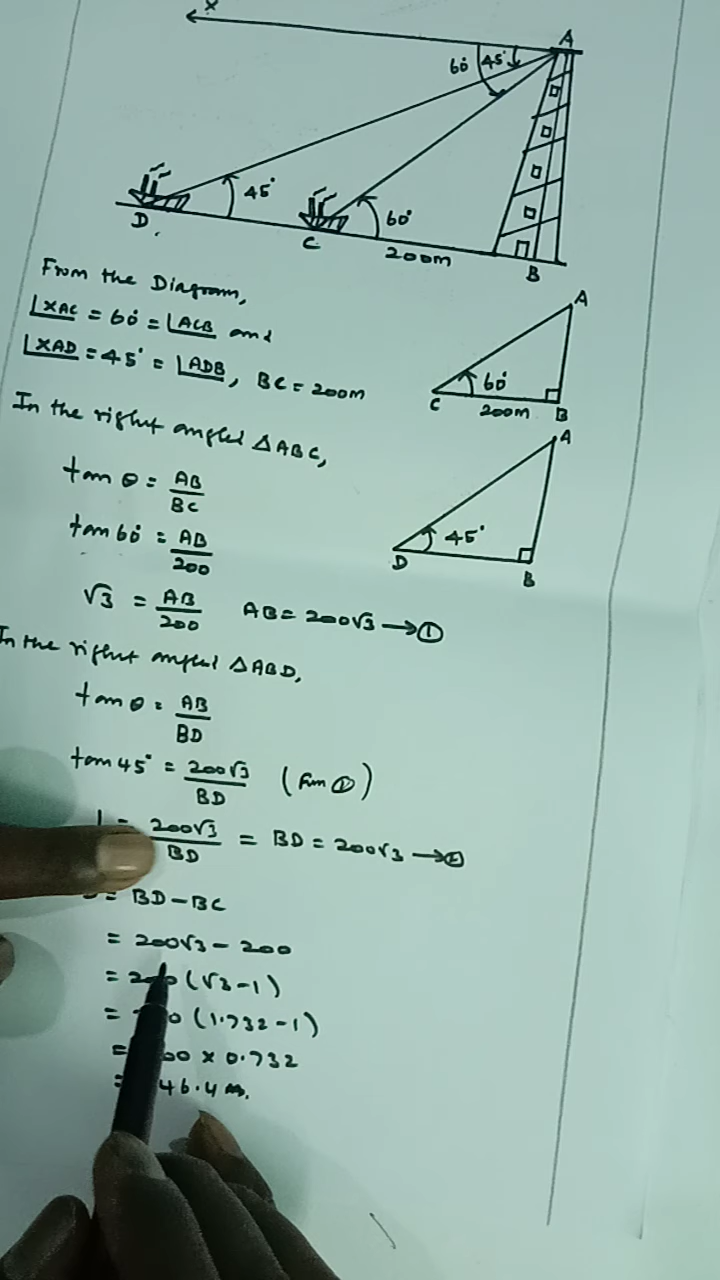 X
A
60° 45°
45°
60°
D.
C
200m
B
From the Diagram,
∠XAC = 60° = ∠ACB and
∠XAD = 45° = ∠ADB, BC = 200m
A
60°
C 200m B
In the right angled △ABC,
tan θ = AB/BC
tan 60° = AB/200
√3 = AB/200 AB = 200√3 → ①
A
45°
D
B
In the right angled △ABD,
tan θ = AB/BD
tan 45° = 200√3/BD (from ①)
= 200√3/BD = BD = 200√3 → ②
= BD - BC
= 200√3 - 200
= (√3-1)
= (1.732-1)
= × 0.732
= 46.4 m.